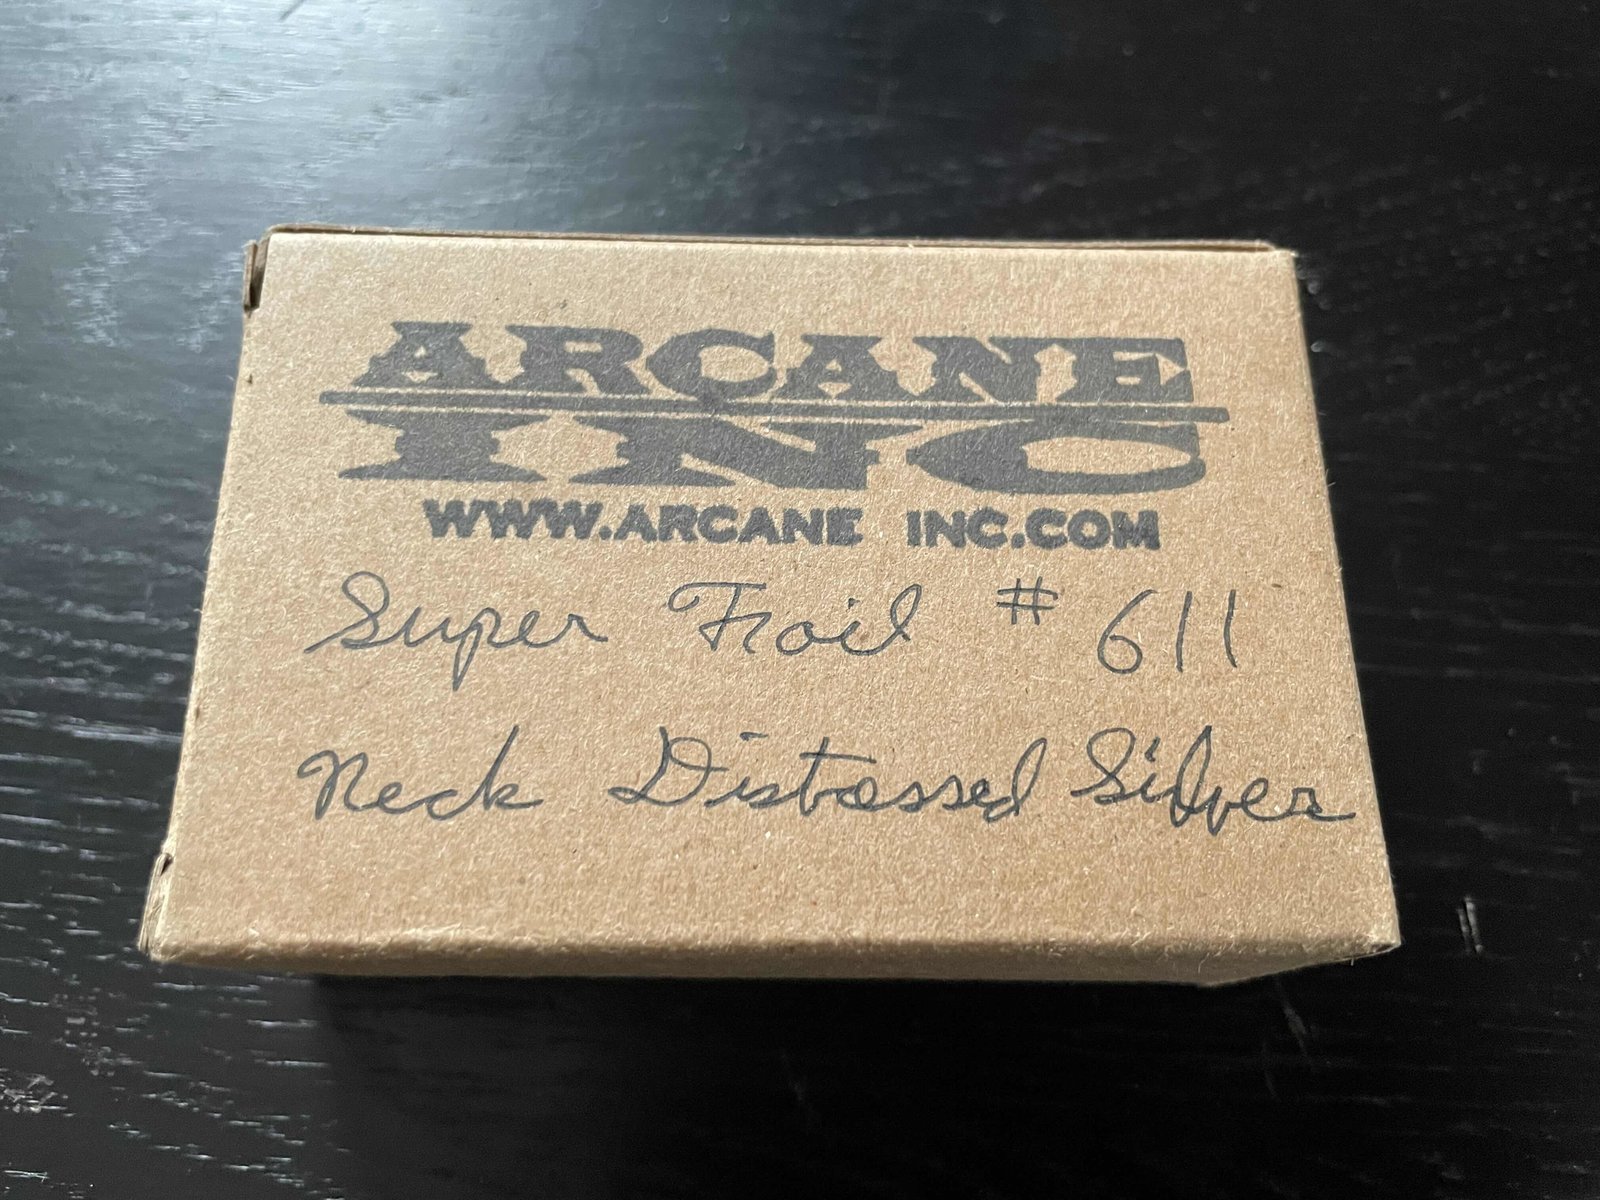 ARCANE
INC
WWW.ARCANE INC.COM
Super Foil # 611
Neck Distressed Silver